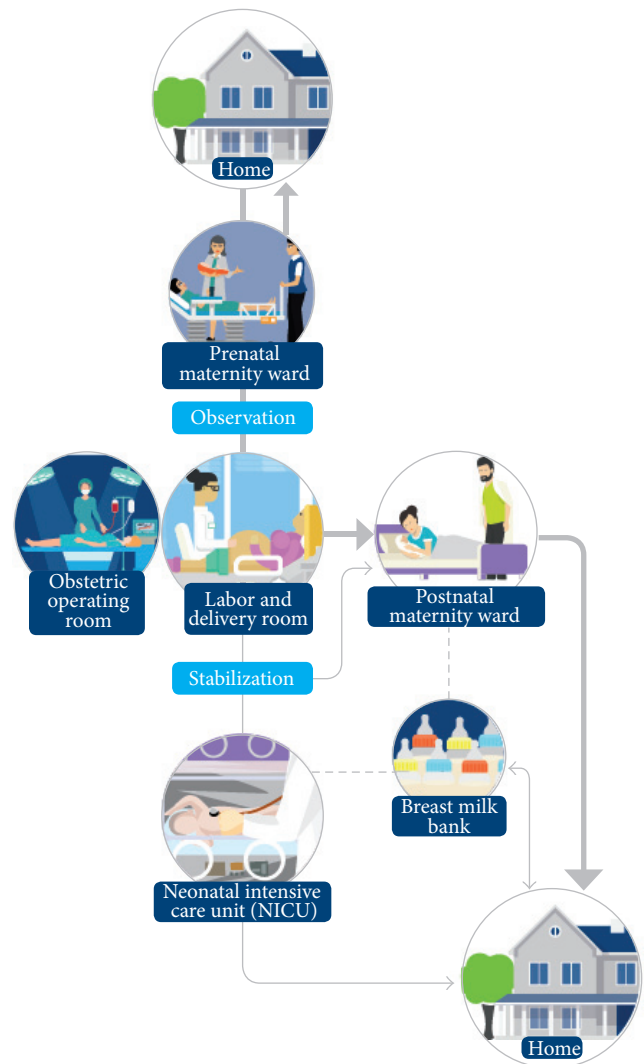 Home
Prenatal
maternity ward
Observation
Obstetric
operating
room
Labor and
delivery room
Postnatal
maternity ward
Stabilization
Breast milk
bank
Neonatal intensive
care unit (NICU)
Home